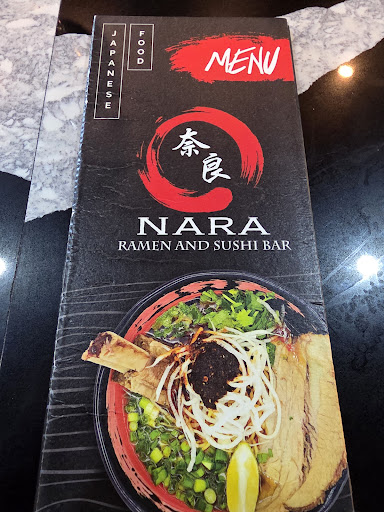 JAPANESE
FOOD
MENU
奈良
NARA
RAMEN AND SUSHI BAR